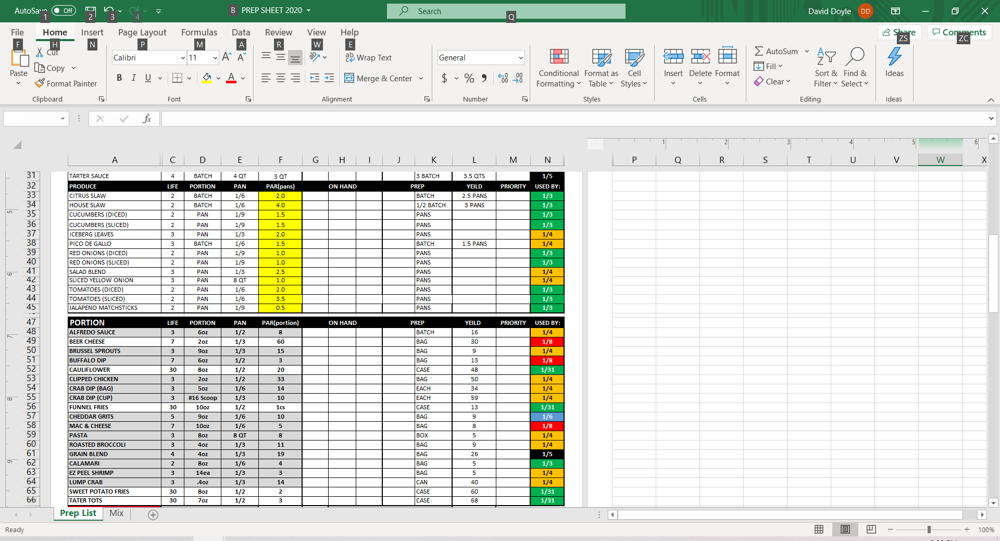 AutoSave Off 2 3 4 B PREP SHEET 2020 Search Q David Doyle DD
1
File Home Insert Page Layout Formulas Data Review View Help Share Comments
F H N P M A R W E ZS ZC
Cut Calibri 11 A A ab Wrap Text General $ % AutoSum
Paste Copy Conditional Format as Cell Insert Delete Format Fill Sort & Find & Ideas
Format Painter B I U A Merge & Center Formatting Table Styles Clear Filter Select
Clipboard Font Alignment Number Styles Cells Editing Ideas
fx
1 2 3 4 5 6
A C D E F G H I J K L M N P Q R S T U V W X
31 TARTER SAUCE 4 BATCH 4 QT 3 QT 3 BATCH 3.5 QTS 1/5
32 PRODUCE LIFE PORTION PAN PAR(pans) ON HAND PREP YEILD PRIORITY USED BY:
33 CITRUS SLAW 2 BATCH 1/6 2.0 BATCH 2.5 PANS 1/3
34 HOUSE SLAW 2 BATCH 1/6 4.0 1/2 BATCH 3 PANS 1/3
35 CUCUMBERS (DICED) 2 PAN 1/9 1.5 PANS 1/3
36 CUCUMBERS (SLICED) 2 PAN 1/9 1.5 PANS 1/3
37 ICEBERG LEAVES 3 PAN 1/3 2.0 PANS 1/4
38 PICO DE GALLO 3 BATCH 1/6 1.5 BATCH 1.5 PANS 1/4
39 RED ONIONS (DICED) 2 PAN 1/9 1.0 PANS 1/3
40 RED ONIONS (SLICED) 2 PAN 1/9 1.0 PANS 1/3
41 SALAD BLEND 3 PAN 1/3 2.5 PANS 1/4
42 SLICED YELLOW ONION 3 PAN 8 QT 1.0 PANS 1/4
43 TOMATOES (DICED) 2 PAN 1/6 2.0 PANS 1/3
44 TOMATOES (SLICED) 2 PAN 1/6 3.5 PANS 1/3
45 JALAPENO MATCHSTICKS 2 PAN 1/9 0.5 PANS 1/3
47 PORTION LIFE PORTION PAN PAR(portion) ON HAND PREP YEILD PRIORITY USED BY:
48 ALFREDO SAUCE 3 6oz 1/2 8 BATCH 16 1/4
49 BEER CHEESE 7 2oz 1/3 60 BAG 30 1/8
50 BRUSSEL SPROUTS 3 9oz 1/3 15 BAG 9 1/4
51 BUFFALO DIP 7 6oz 1/2 3 BAG 13 1/8
52 CAULIFLOWER 30 8oz 1/2 20 CASE 48 1/31
53 CLIPPED CHICKEN 3 2oz 1/2 33 BAG 50 1/4
54 CRAB DIP (BAG) 3 5oz 1/6 14 EACH 34 1/4
55 CRAB DIP (CUP) 3 #16 Scoop 1/3 10 EACH 59 1/4
56 FUNNEL FRIES 30 10oz 1/2 1cs CASE 13 1/31
57 CHEDDAR GRITS 5 9oz 1/6 10 BAG 9 1/6
58 MAC & CHEESE 7 10oz 1/6 5 BAG 8 1/8
59 PASTA 3 8oz 8 QT 8 BOX 5 1/4
60 ROASTED BROCCOLI 3 4oz 1/3 11 BAG 9 1/4
61 GRAIN BLEND 4 4oz 1/3 19 BAG 26 1/5
62 CALAMARI 2 8oz 1/6 4 BAG 5 1/3
63 EZ PEEL SHRIMP 3 14ea 1/3 3 BAG 5 1/4
64 LUMP CRAB 3 .4oz 1/3 14 CAN 40 1/4
65 SWEET POTATO FRIES 30 8oz 1/2 2 CASE 60 1/31
66 TATER TOTS 30 7oz 1/2 3 CASE 68 1/31
5
6
7
8
9
Prep List Mix
Ready 100%